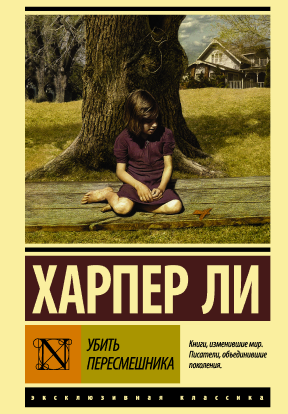 ХАРПЕР ЛИ
N
УБИТЬ
ПЕРЕСМЕШНИКА
Книги, изменившие мир.
Писатели, объединившие
поколения.
эксклюзивная классика